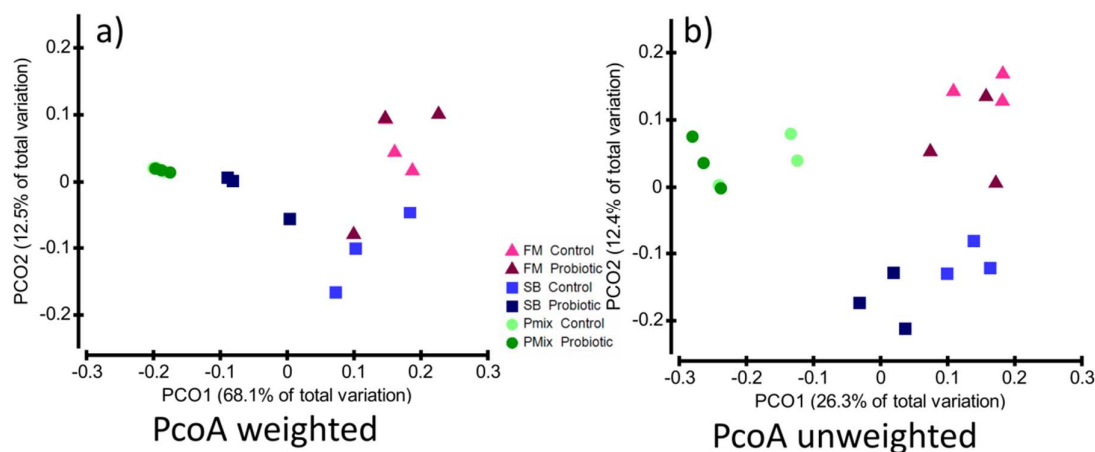 a)
0.2
0.1
0
-0.1
-0.2
PCO2 (12.5% of total variation)
-0.3 -0.2 -0.1 0 0.1 0.2 0.3
PCO1 (68.1% of total variation)
PcoA weighted
FM Control
FM Probiotic
SB Control
SB Probiotic
Pmix Control
PMix Probiotic
b)
0.2
0.1
0
-0.1
-0.2
PCO2 (12.4% of total variation)
-0.3 -0.2 -0.1 0 0.1 0.2 0.3
PCO1 (26.3% of total variation)
PcoA unweighted